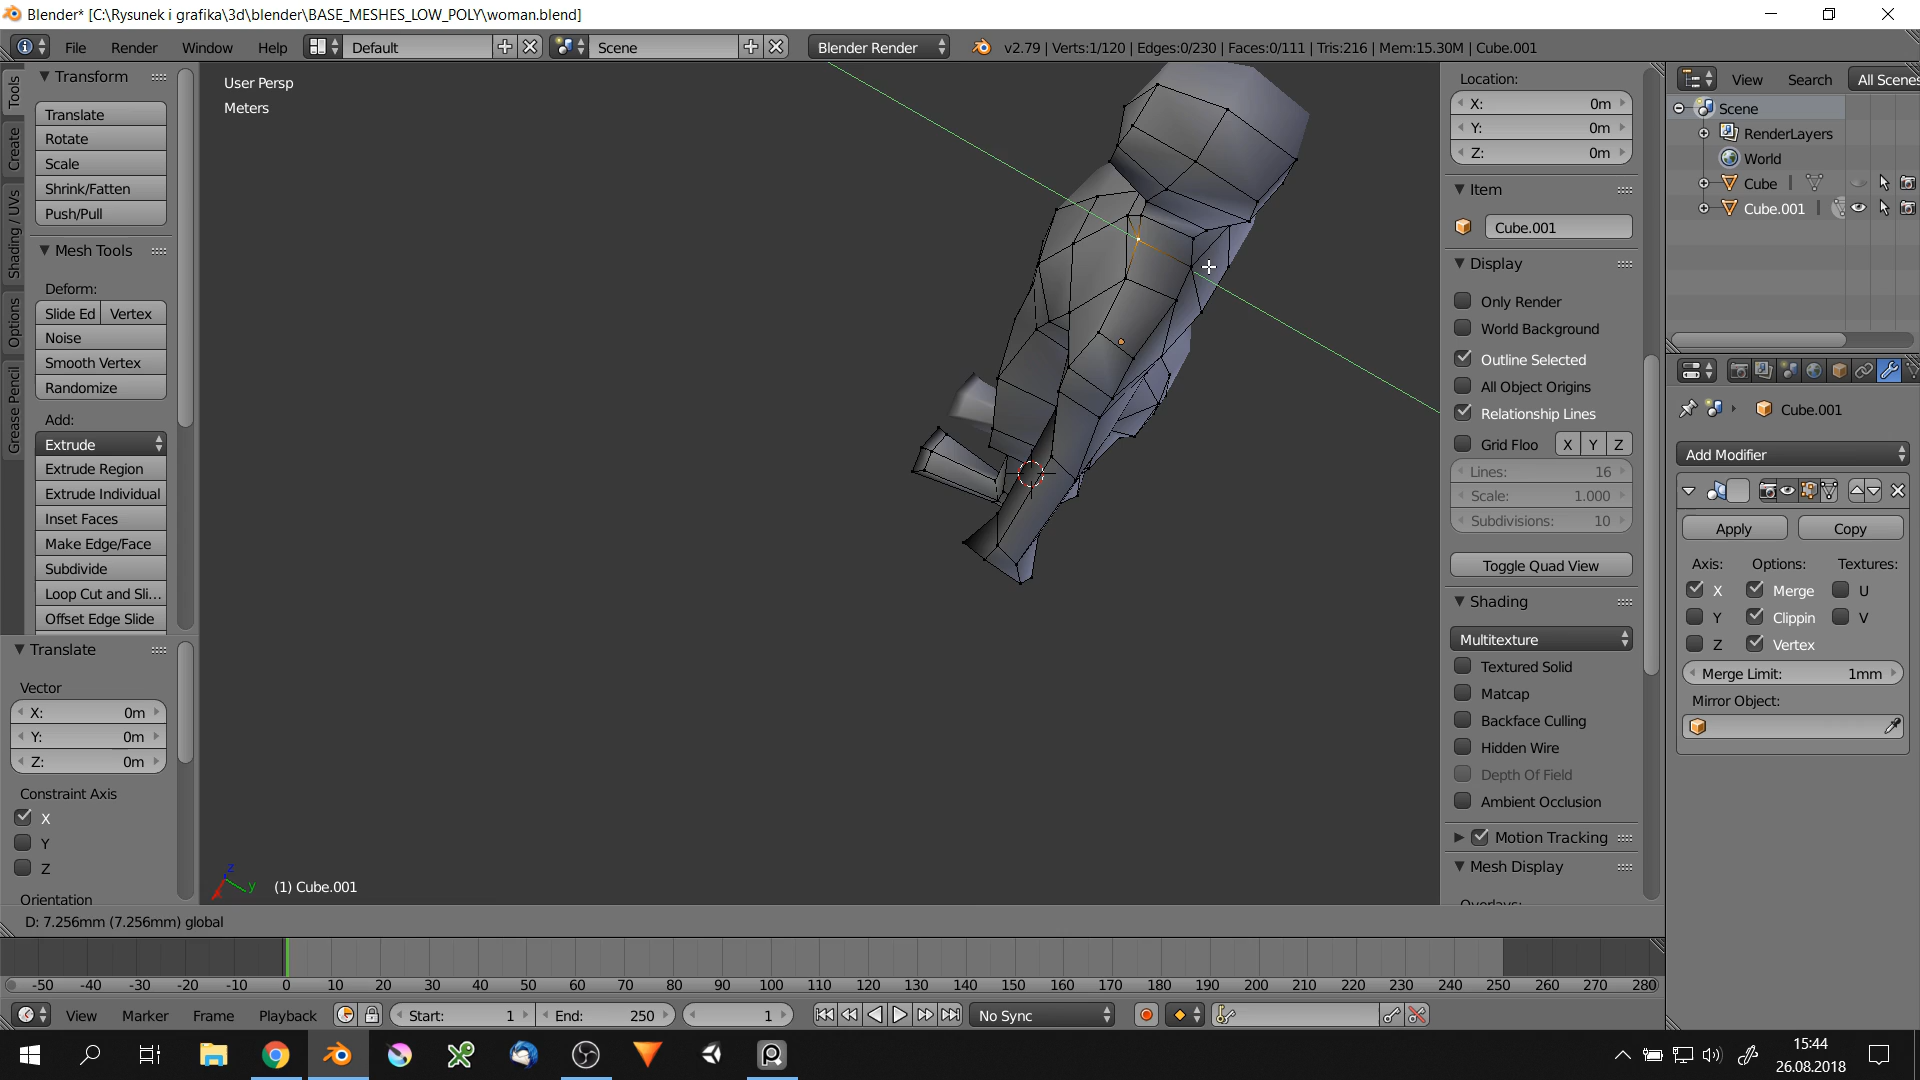 Blender* [C:\Rysunek i grafika\3d\blender\BASE_MESHES_LOW_POLY\woman.blend]
File Render Window Help Default Scene Blender Render v2.79 | Verts:1/120 | Edges:0/230 | Faces:0/111 | Tris:216 | Mem:15.30M | Cube.001
Tools
Create
Shading / UVs
Options
Grease Pencil
Transform
Translate
Rotate
Scale
Shrink/Fatten
Push/Pull
Mesh Tools
Deform:
Slide Ed Vertex
Noise
Smooth Vertex
Randomize
Add:
Extrude
Extrude Region
Extrude Individual
Inset Faces
Make Edge/Face
Subdivide
Loop Cut and Sli...
Offset Edge Slide
Translate
Vector
X: 0m
Y: 0m
Z: 0m
Constraint Axis
X
Y
Z
Orientation
User Persp
Meters
z
y
(1) Cube.001
Location:
X: 0m
Y: 0m
Z: 0m
Item
Cube.001
Display
Only Render
World Background
Outline Selected
All Object Origins
Relationship Lines
Grid Floo X Y Z
Lines: 16
Scale: 1.000
Subdivisions: 10
Toggle Quad View
Shading
Multitexture
Textured Solid
Matcap
Backface Culling
Hidden Wire
Depth Of Field
Ambient Occlusion
Motion Tracking
Mesh Display
Overlays:
View Search All Scenes
Scene
RenderLayers
World
Cube
Cube.001
Cube.001
Add Modifier
Apply Copy
Axis: Options: Textures:
X Merge U
Y Clippin V
Z Vertex
Merge Limit: 1mm
Mirror Object:
D: 7.256mm (7.256mm) global
-50 -40 -30 -20 -10 0 10 20 30 40 50 60 70 80 90 100 110 120 130 140 150 160 170 180 190 200 210 220 230 240 250 260 270 280
View Marker Frame Playback Start: 1 End: 250 1 No Sync
15:44
26.08.2018